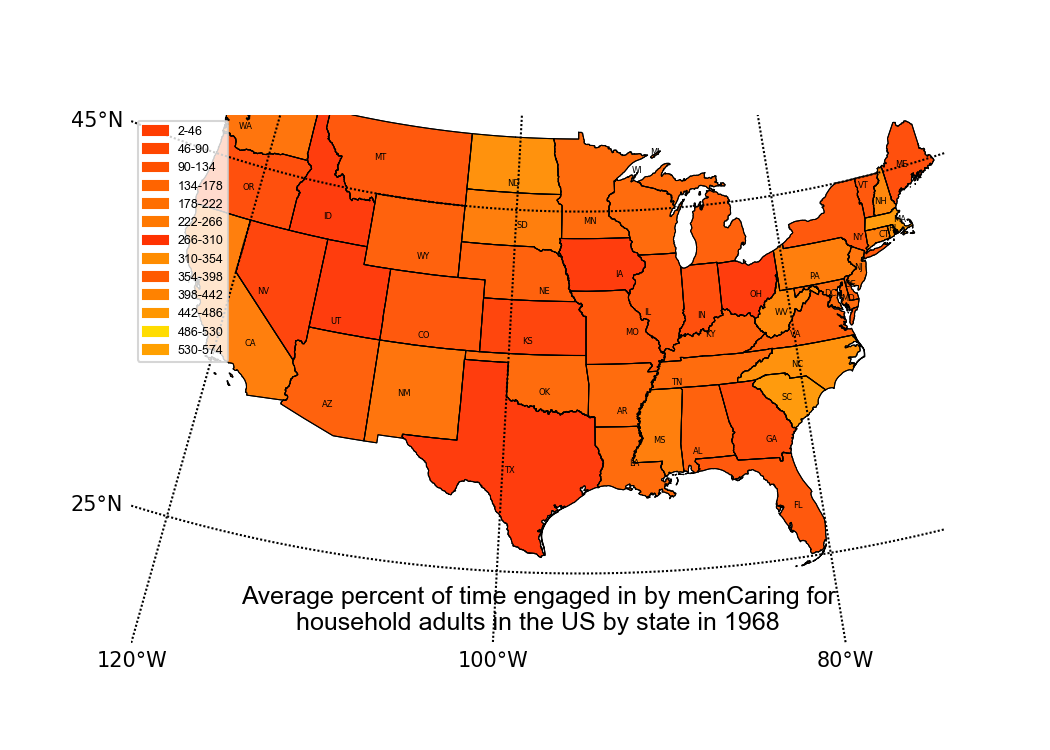 45°N
2-46
46-90
90-134
134-178
178-222
222-266
266-310
310-354
354-398
398-442
442-486
486-530
530-574
WA
MT
ND
MN
WI
MI
ME
VT
NH
MA
OR
ID
SD
WY
NY
CT
NV
UT
CO
NE
IA
IL
IN
OH
PA
NJ
WV
VA
DC
MD
CA
KS
MO
KY
AZ
NM
OK
AR
TN
NC
SC
TX
LA
MS
AL
GA
FL
25°N
Average percent of time engaged in by menCaring for
household adults in the US by state in 1968
120°W
100°W
80°W